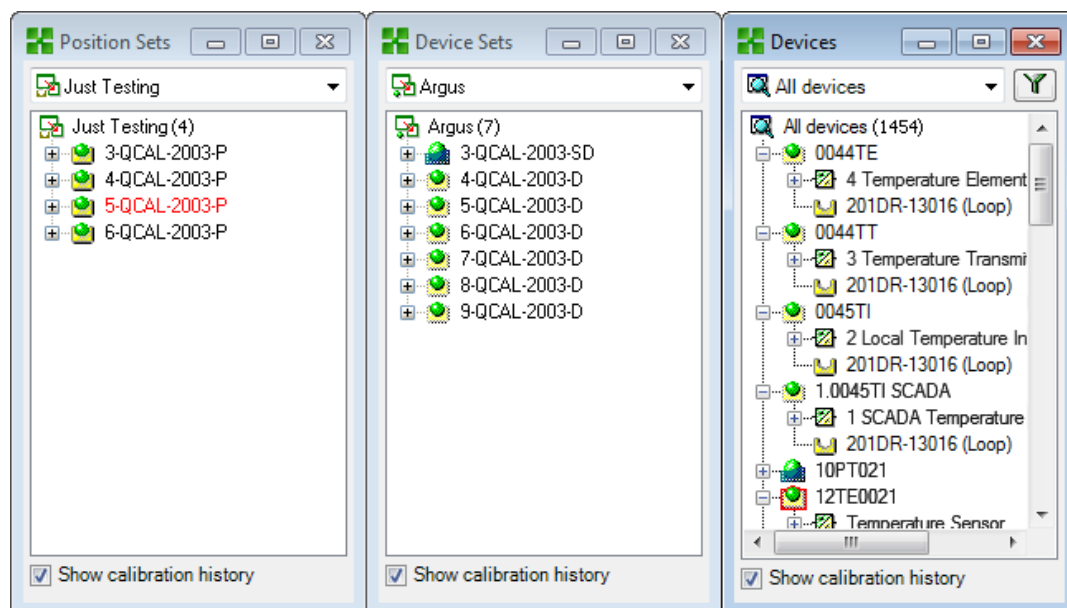 Position Sets
Just Testing
Just Testing (4)
3-QCAL-2003-P
4-QCAL-2003-P
5-QCAL-2003-P
6-QCAL-2003-P
Show calibration history
Device Sets
Argus
Argus (7)
3-QCAL-2003-SD
4-QCAL-2003-D
5-QCAL-2003-D
6-QCAL-2003-D
7-QCAL-2003-D
8-QCAL-2003-D
9-QCAL-2003-D
Show calibration history
Devices
All devices
All devices (1454)
0044TE
4 Temperature Element
201DR-13016 (Loop)
0044TT
3 Temperature Transmi
201DR-13016 (Loop)
0045TI
2 Local Temperature In
201DR-13016 (Loop)
1.0045TI SCADA
1 SCADA Temperature
201DR-13016 (Loop)
10PT021
12TE0021
Temperature Sensor
Show calibration history